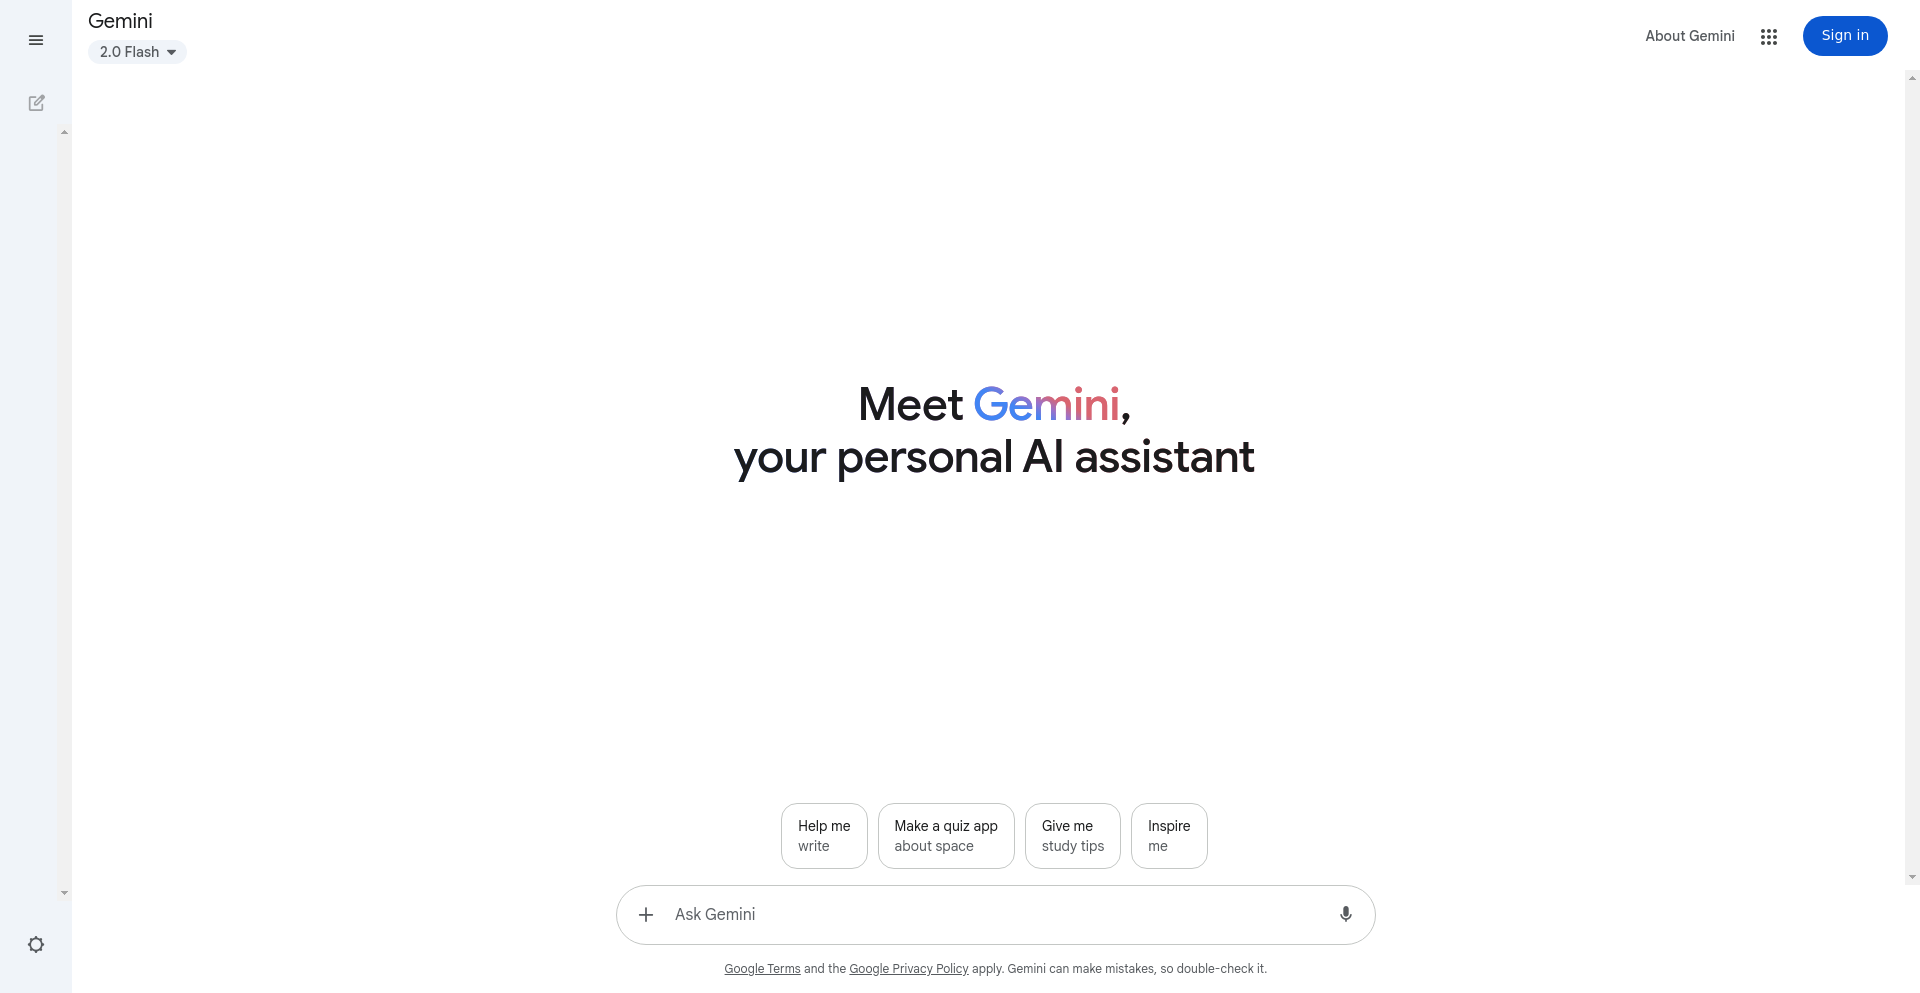 Gemini
2.0 Flash
About Gemini
Sign in
Meet Gemini,
your personal AI assistant
Help me
write
Make a quiz app
about space
Give me
study tips
Inspire
me
Ask Gemini
Google Terms and the Google Privacy Policy apply. Gemini can make mistakes, so double-check it.